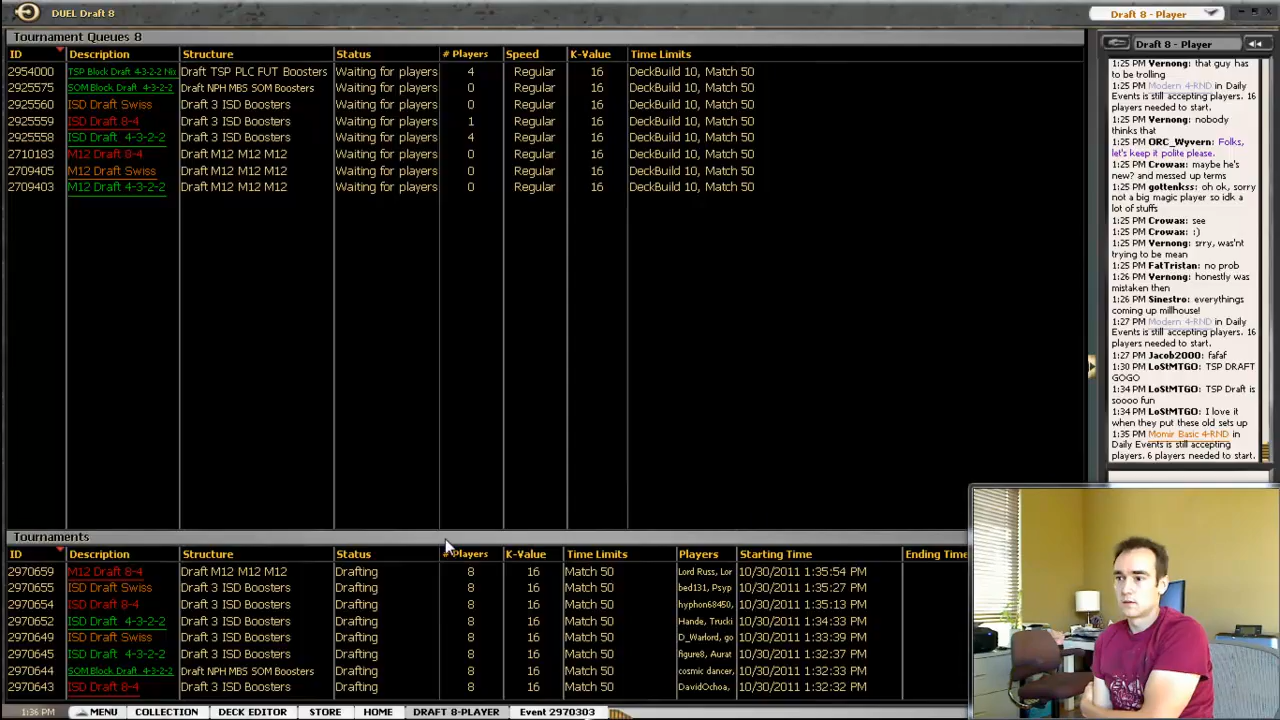 DUEL Draft 8
Draft 8 - Player
Tournament Queues 8
ID Description Structure Status # Players Speed K-Value Time Limits
2954000 TSP Block Draft 4-3-2-2 Nix Draft TSP PLC FUT Boosters Waiting for players 4 Regular 16 DeckBuild 10, Match 50
2925575 SOM Block Draft 4-3-2-2 Draft NPH MBS SOM Boosters Waiting for players 0 Regular 16 DeckBuild 10, Match 50
2925560 ISD Draft Swiss Draft 3 ISD Boosters Waiting for players 0 Regular 16 DeckBuild 10, Match 50
2925559 ISD Draft 8-4 Draft 3 ISD Boosters Waiting for players 1 Regular 16 DeckBuild 10, Match 50
2925558 ISD Draft 4-3-2-2 Draft 3 ISD Boosters Waiting for players 4 Regular 16 DeckBuild 10, Match 50
2710183 M12 Draft 8-4 Draft M12 M12 M12 Waiting for players 0 Regular 16 DeckBuild 10, Match 50
2709405 M12 Draft Swiss Draft M12 M12 M12 Waiting for players 0 Regular 16 DeckBuild 10, Match 50
2709403 M12 Draft 4-3-2-2 Draft M12 M12 M12 Waiting for players 0 Regular 16 DeckBuild 10, Match 50
Draft 8 - Player
1:25 PM Vernong: that guy has
to be trolling
1:25 PM Modern 4-RND in Daily
Events is still accepting players. 16
players needed to start.
1:25 PM Vernong: nobody
thinks that
1:25 PM ORC_Wyvern: Folks,
let's keep it polite please.
1:25 PM Crowax: maybe he's
new? and messed up terms
1:25 PM gottenkss: oh ok, sorry
not a big magic player so idk a
lot of stuffs
1:25 PM Crowax: see
1:25 PM Crowax: :)
1:25 PM Vernong: srry, was'nt
trying to be mean
1:25 PM FatTristan: no prob
1:26 PM Vernong: honestly was
mistaken then
1:26 PM Sinestro: everythings
coming up millhouse!
1:27 PM Modern 4-RND in Daily
Events is still accepting players. 16
players needed to start.
1:27 PM Jacob2000: fafaf
1:30 PM LoStMTGO: TSP DRAFT
GOGO
1:34 PM LoStMTGO: TSP Draft is
soooo fun
1:34 PM LoStMTGO: I love it
when they put these old sets up
1:35 PM Momir Basic 4-RND in
Daily Events is still accepting
players. 6 players needed to start.
Tournaments
ID Description Structure Status # Players K-Value Time Limits Players Starting Time Ending Time
2970659 M12 Draft 8-4 Draft M12 M12 M12 Drafting 8 16 Match 50 Lord Russ, Lor 10/30/2011 1:35:54 PM
2970655 ISD Draft Swiss Draft 3 ISD Boosters Drafting 8 16 Match 50 bed131, Psyp 10/30/2011 1:35:27 PM
2970654 ISD Draft 8-4 Draft 3 ISD Boosters Drafting 8 16 Match 50 hyphon68450, 10/30/2011 1:35:13 PM
2970652 ISD Draft 4-3-2-2 Draft 3 ISD Boosters Drafting 8 16 Match 50 Hande, Trucki 10/30/2011 1:34:33 PM
2970649 ISD Draft Swiss Draft 3 ISD Boosters Drafting 8 16 Match 50 D_Warlord, go 10/30/2011 1:33:39 PM
2970645 ISD Draft 4-3-2-2 Draft 3 ISD Boosters Drafting 8 16 Match 50 figure8, Aurat 10/30/2011 1:32:37 PM
2970644 SOM Block Draft 4-3-2-2 Draft NPH MBS SOM Boosters Drafting 8 16 Match 50 cosmic dancer, 10/30/2011 1:32:33 PM
2970643 ISD Draft 8-4 Draft 3 ISD Boosters Drafting 8 16 Match 50 DavidOchoa, 10/30/2011 1:32:32 PM
1:36 PM MENU COLLECTION DECK EDITOR STORE HOME DRAFT 8-PLAYER Event 2970303